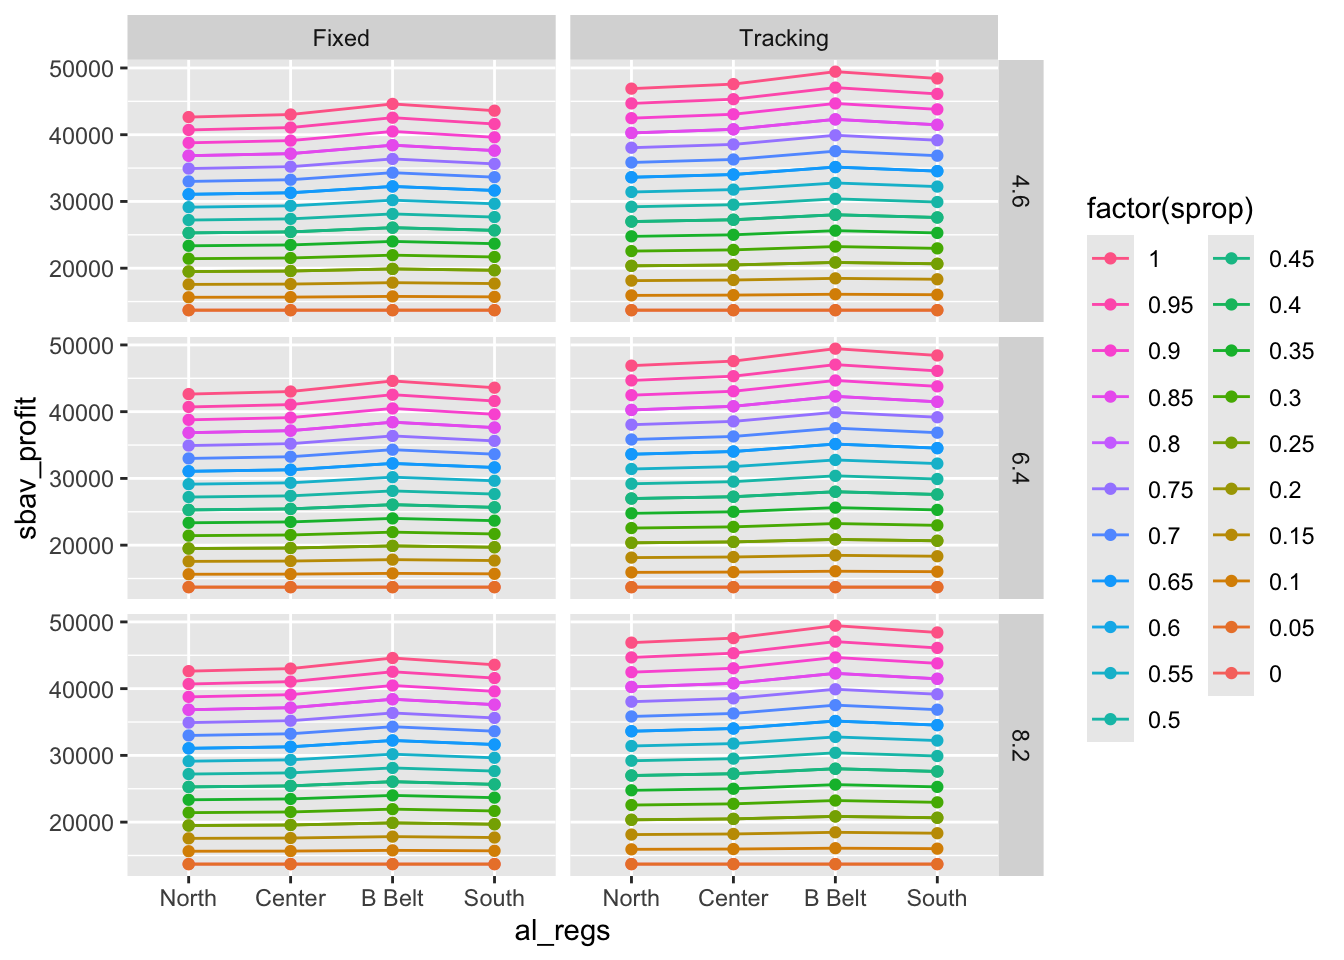 Fixed
Tracking
50000
40000
30000
20000
4.6
50000
40000
30000
20000
6.4
50000
40000
30000
20000
8.2
sbav_profit
North
Center
B Belt
South
North
Center
B Belt
South
al_regs
factor(sprop)
1
0.95
0.9
0.85
0.8
0.75
0.7
0.65
0.6
0.55
0.5
0.45
0.4
0.35
0.3
0.25
0.2
0.15
0.1
0.05
0